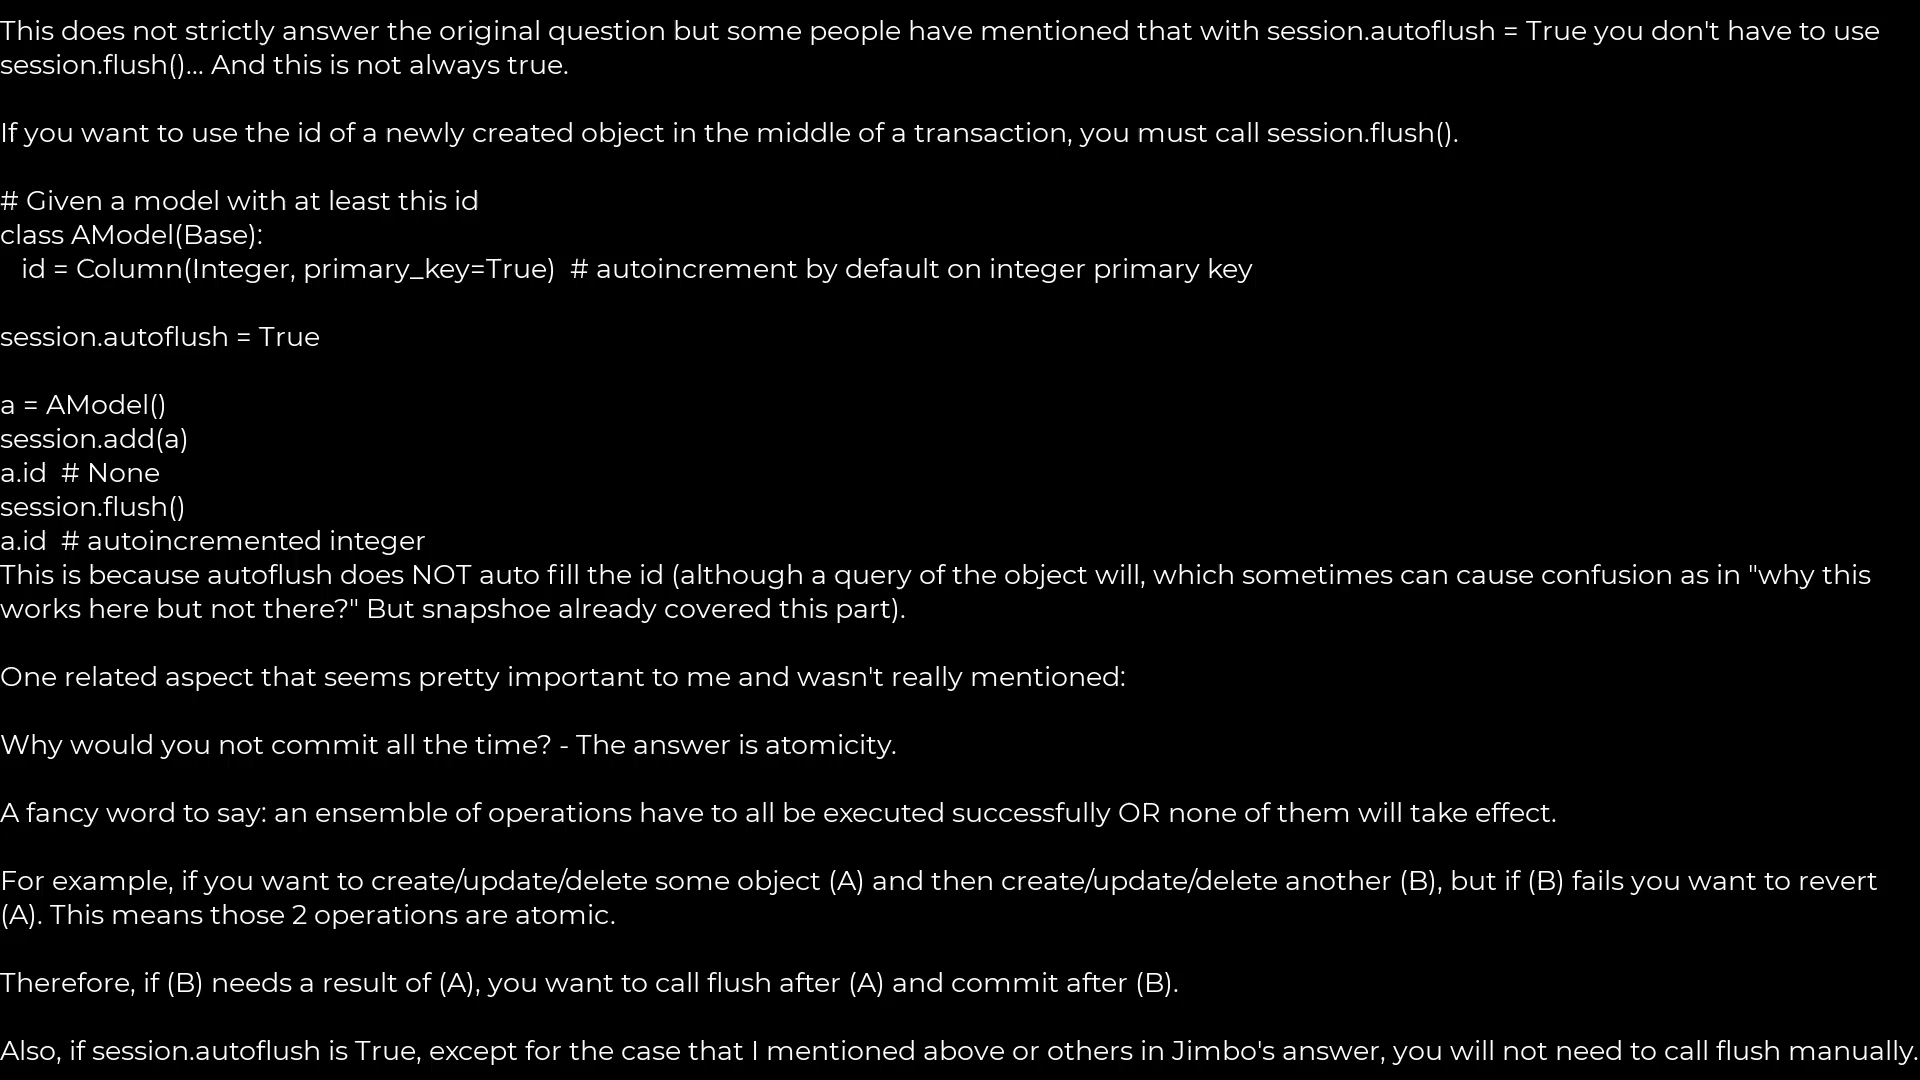 This does not strictly answer the original question but some people have mentioned that with session.autoflush = True you don't have to use
session.flush()... And this is not always true.
If you want to use the id of a newly created object in the middle of a transaction, you must call session.flush().
# Given a model with at least this id
class AModel(Base):
   id = Column(Integer, primary_key=True)  # autoincrement by default on integer primary key
session.autoflush = True
a = AModel()
session.add(a)
a.id  # None
session.flush()
a.id  # autoincremented integer
This is because autoflush does NOT auto fill the id (although a query of the object will, which sometimes can cause confusion as in "why this
works here but not there?" But snapshoe already covered this part).
One related aspect that seems pretty important to me and wasn't really mentioned:
Why would you not commit all the time? - The answer is atomicity.
A fancy word to say: an ensemble of operations have to all be executed successfully OR none of them will take effect.
For example, if you want to create/update/delete some object (A) and then create/update/delete another (B), but if (B) fails you want to revert
(A). This means those 2 operations are atomic.
Therefore, if (B) needs a result of (A), you want to call flush after (A) and commit after (B).
Also, if session.autoflush is True, except for the case that I mentioned above or others in Jimbo's answer, you will not need to call flush manually.